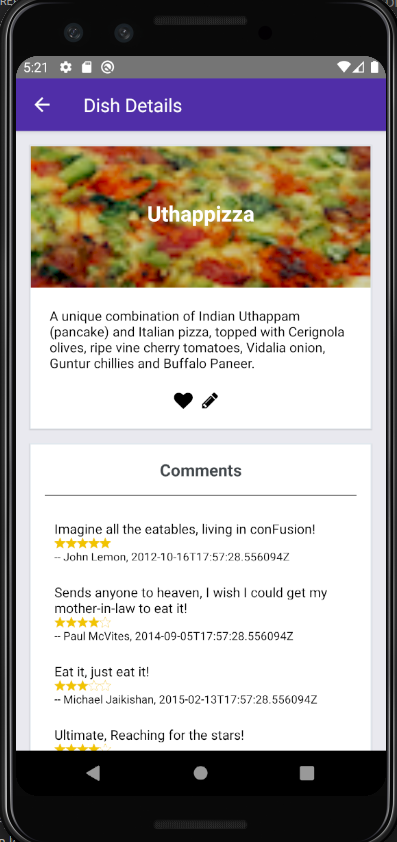 5:21
Dish Details
Uthappizza
A unique combination of Indian Uthappam
(pancake) and Italian pizza, topped with Cerignola
olives, ripe vine cherry tomatoes, Vidalia onion,
Guntur chillies and Buffalo Paneer.
Comments
Imagine all the eatables, living in conFusion!
-- John Lemon, 2012-10-16T17:57:28.556094Z
Sends anyone to heaven, I wish I could get my
mother-in-law to eat it!
-- Paul McVites, 2014-09-05T17:57:28.556094Z
Eat it, just eat it!
-- Michael Jaikishan, 2015-02-13T17:57:28.556094Z
Ultimate, Reaching for the stars!